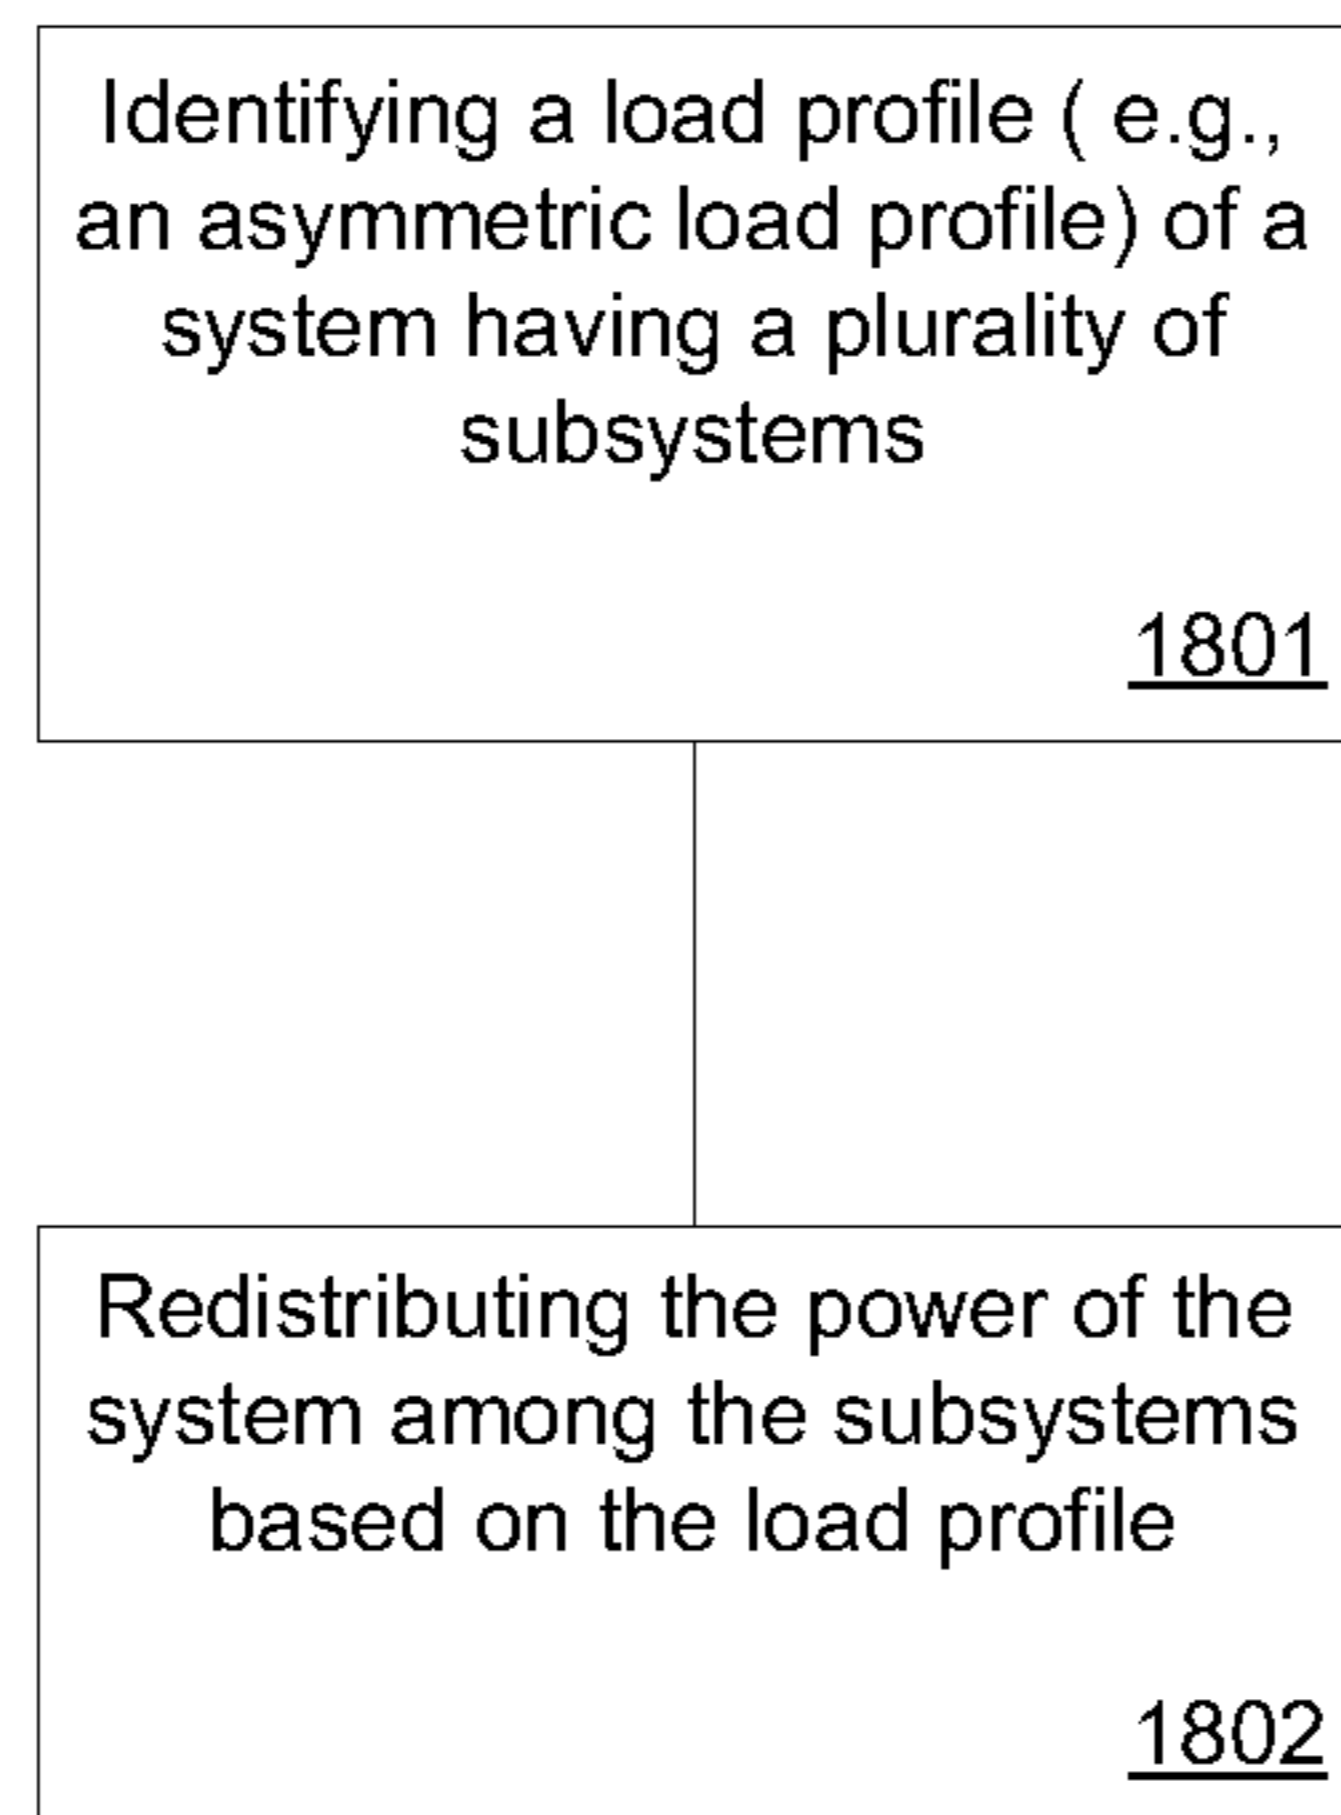 Identifying a load profile ( e.g.,
an asymmetric load profile) of a
system having a plurality of
subsystems
1801
Redistributing the power of the
system among the subsystems
based on the load profile
1802